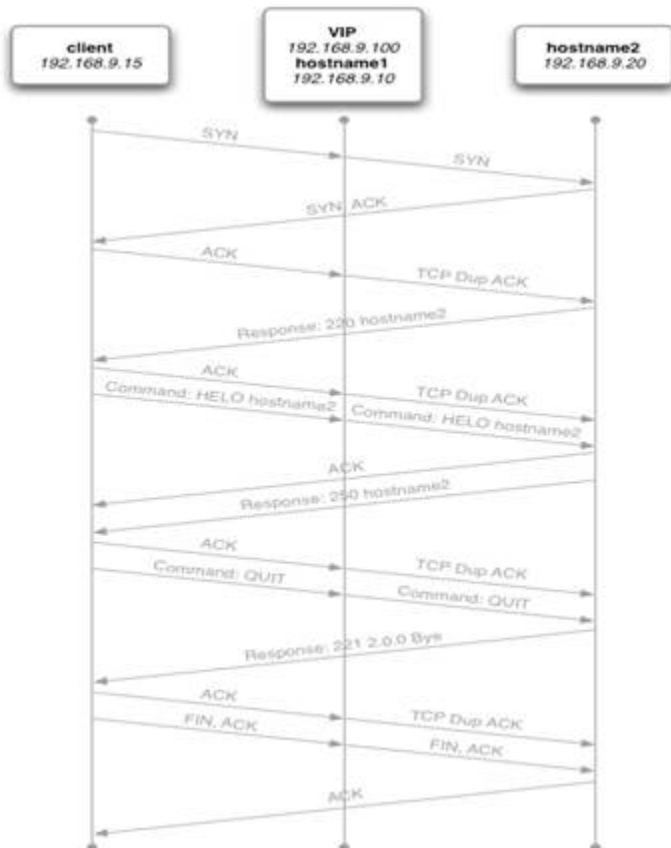 client
192.168.9.15
VIP
192.168.9.100
hostname1
192.168.9.10
hostname2
192.168.9.20
SYN
SYN
SYN, ACK
ACK
TCP Dup ACK
Response: 220 hostname2
ACK
TCP Dup ACK
Command: HELO hostname2
Command: HELO hostname2
ACK
Response: 250 hostname2
ACK
TCP Dup ACK
Command: QUIT
Command: QUIT
Response: 221 2.0.0 Bye
ACK
TCP Dup ACK
FIN, ACK
FIN, ACK
ACK